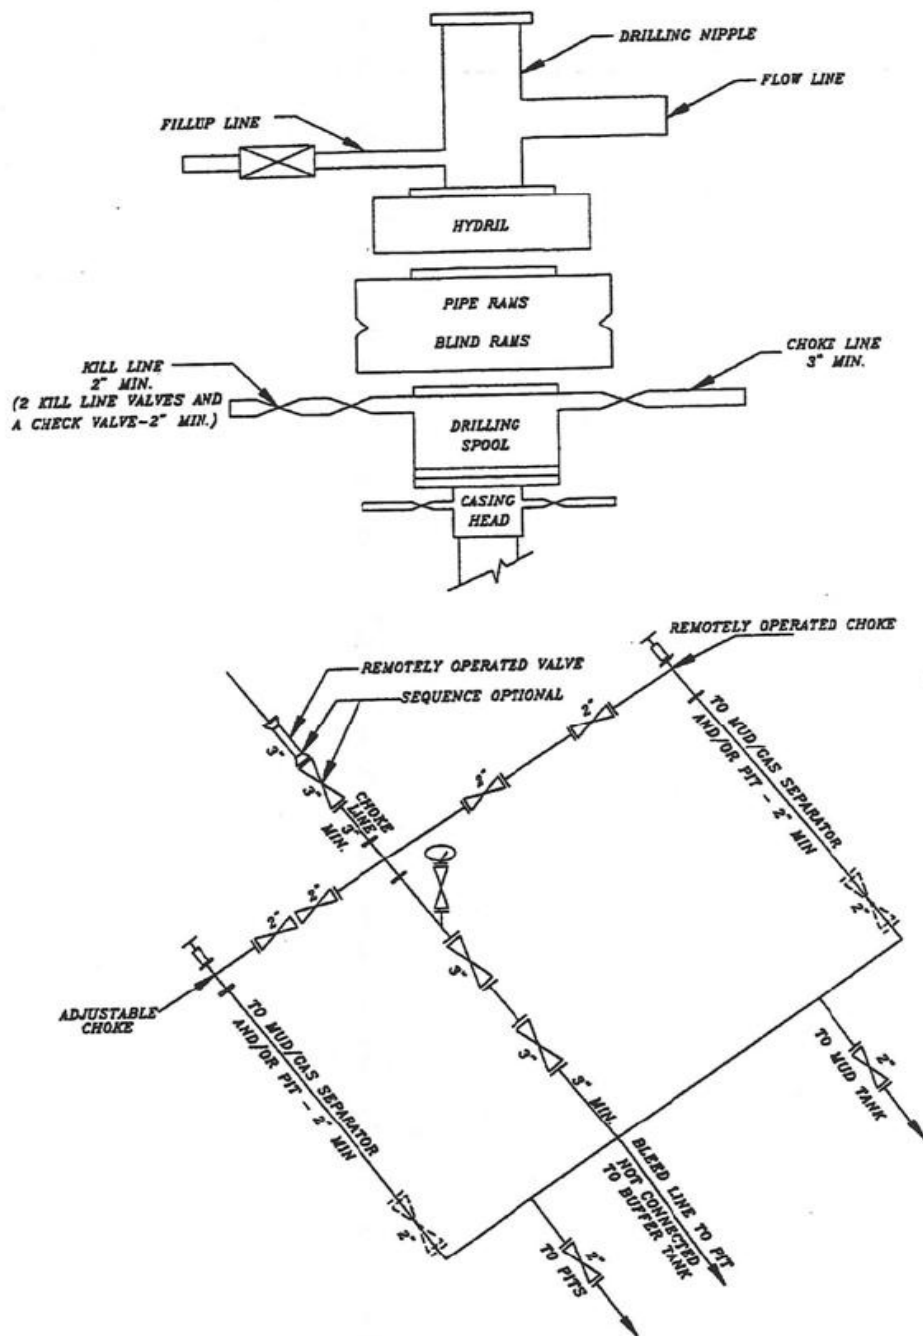 DRILLING NIPPLE
FLOW LINE
FILLUP LINE
HYDRIL
PIPE RAMS
BLIND RAMS
KILL LINE
2" MIN.
(2 KILL LINE VALVES AND
A CHECK VALVE-2" MIN.)
CHOKE LINE
3" MIN.
DRILLING
SPOOL
CASING
HEAD
REMOTELY OPERATED CHOKE
REMOTELY OPERATED VALVE
SEQUENCE OPTIONAL
3"
3"
CHOKE
LINE
3"
MIN.
2"
2"
TO MUD/GAS SEPARATOR
AND/OR PIT - 2" MIN
2"
2"
2"
3"
3"
3" MIN.
ADJUSTABLE
CHOKE
TO MUD/GAS SEPARATOR
AND/OR PIT - 2" MIN
2"
BLEED LINE TO PIT
NOT CONNECTED
TO BUFFER TANK
2"
TO MUD TANK
2"
TO PITS